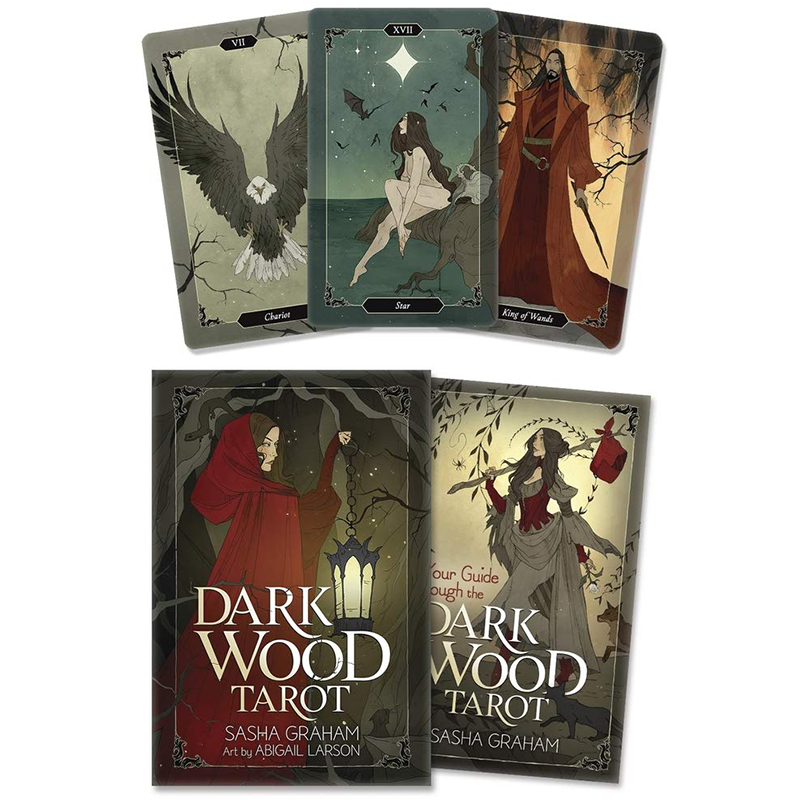 VII
Chariot
XVII
Star
King of Wands
DARK
WOOD
TAROT
SASHA GRAHAM
Art by ABIGAIL LARSON
our Guide
ough the
DARK
WOOD
TAROT
SASHA GRAHAM